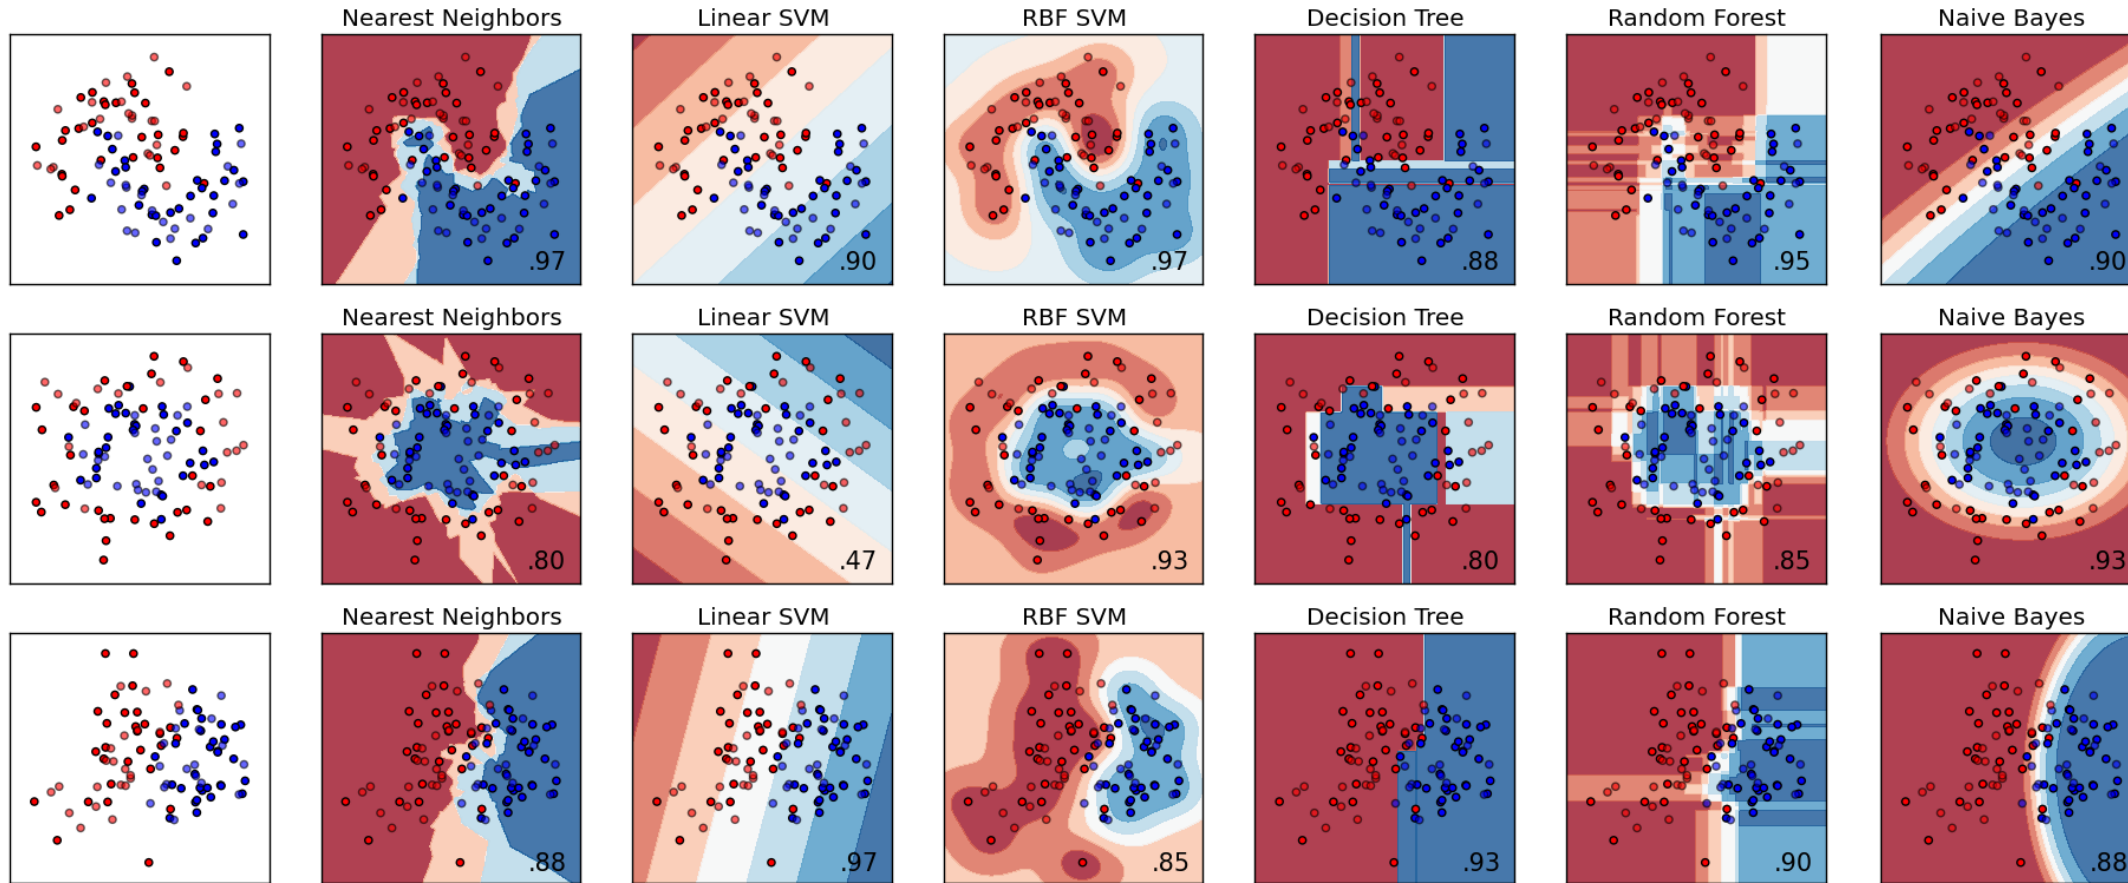 Nearest Neighbors Linear SVM RBF SVM Decision Tree Random Forest Naive Bayes
.97 .90 .97 .88 .95 .90
Nearest Neighbors Linear SVM RBF SVM Decision Tree Random Forest Naive Bayes
.80 .47 .93 .80 .85 .93
Nearest Neighbors Linear SVM RBF SVM Decision Tree Random Forest Naive Bayes
.88 .97 .85 .93 .90 .88